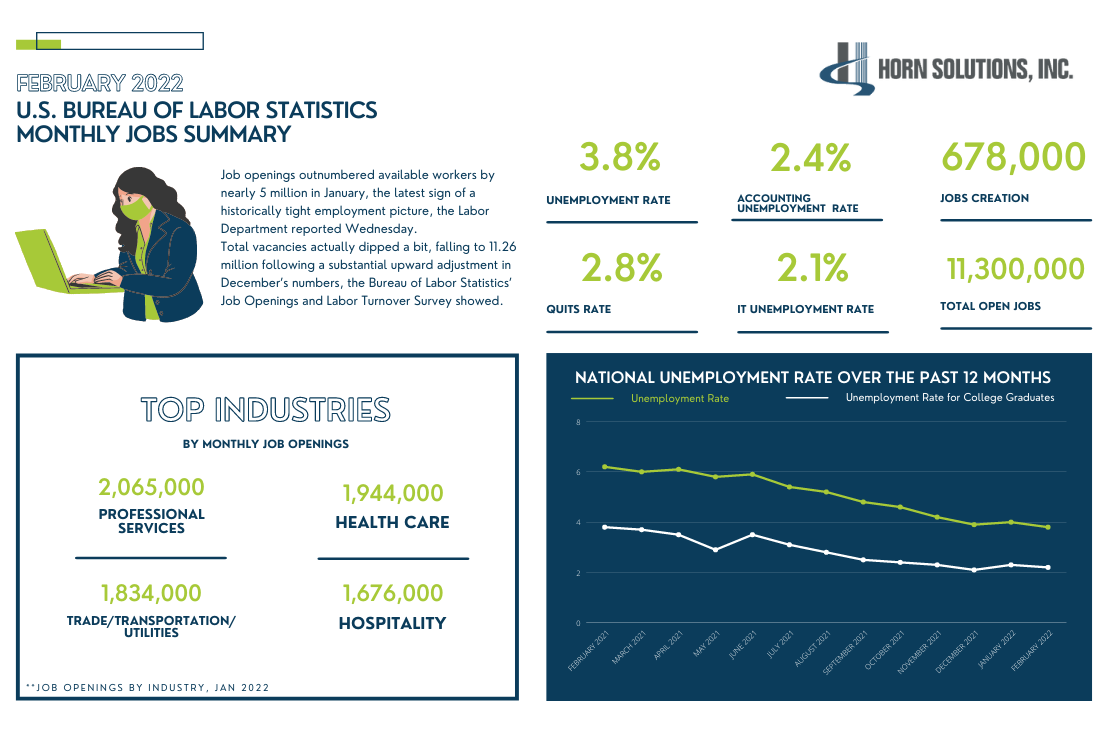 FEBRUARY 2022
U.S. BUREAU OF LABOR STATISTICS
MONTHLY JOBS SUMMARY
HORN SOLUTIONS, INC.
Job openings outnumbered available workers by
nearly 5 million in January, the latest sign of a
historically tight employment picture, the Labor
Department reported Wednesday.
Total vacancies actually dipped a bit, falling to 11.26
million following a substantial upward adjustment in
December's numbers, the Bureau of Labor Statistics'
Job Openings and Labor Turnover Survey showed.
3.8%
UNEMPLOYMENT RATE
2.4%
ACCOUNTING
UNEMPLOYMENT RATE
678,000
JOBS CREATION
2.8%
QUITS RATE
2.1%
IT UNEMPLOYMENT RATE
11,300,000
TOTAL OPEN JOBS
TOP INDUSTRIES
BY MONTHLY JOB OPENINGS
2,065,000
PROFESSIONAL
SERVICES
1,944,000
HEALTH CARE
1,834,000
TRADE/TRANSPORTATION/
UTILITIES
1,676,000
HOSPITALITY
**JOB OPENINGS BY INDUSTRY, JAN 2022
NATIONAL UNEMPLOYMENT RATE OVER THE PAST 12 MONTHS
Unemployment Rate
Unemployment Rate for College Graduates
8
6
4
2
0
FEBRUARY 2021
MARCH 2021
APRIL 2021
MAY 2021
JUNE 2021
JULY 2021
AUGUST 2021
SEPTEMBER 2021
OCTOBER 2021
NOVEMBER 2021
DECEMBER 2021
JANUARY 2022
FEBRUARY 2022